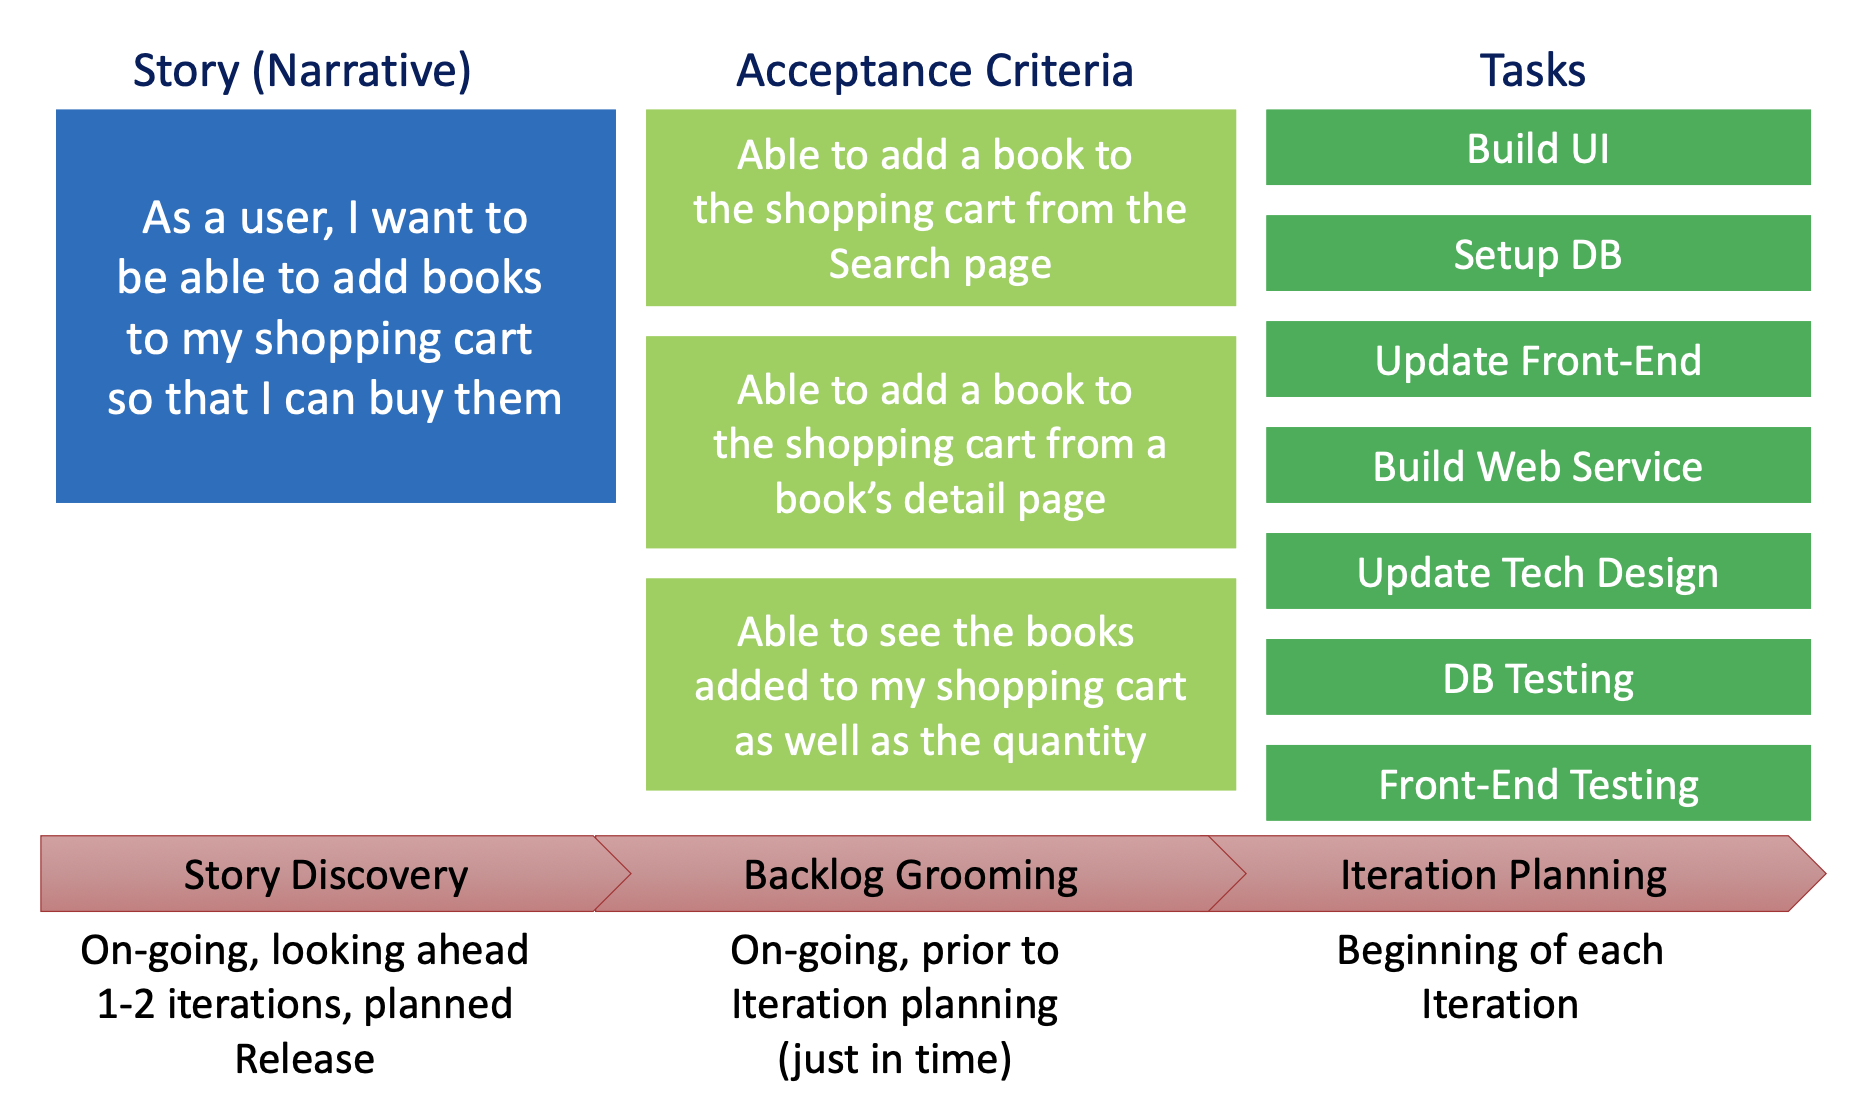 Story (Narrative)
As a user, I want to
be able to add books
to my shopping cart
so that I can buy them
Acceptance Criteria
Able to add a book to
the shopping cart from the
Search page
Able to add a book to
the shopping cart from a
book’s detail page
Able to see the books
added to my shopping cart
as well as the quantity
Tasks
Build UI
Setup DB
Update Front-End
Build Web Service
Update Tech Design
DB Testing
Front-End Testing
Story Discovery
On-going, looking ahead
1-2 iterations, planned
Release
Backlog Grooming
On-going, prior to
Iteration planning
(just in time)
Iteration Planning
Beginning of each
Iteration